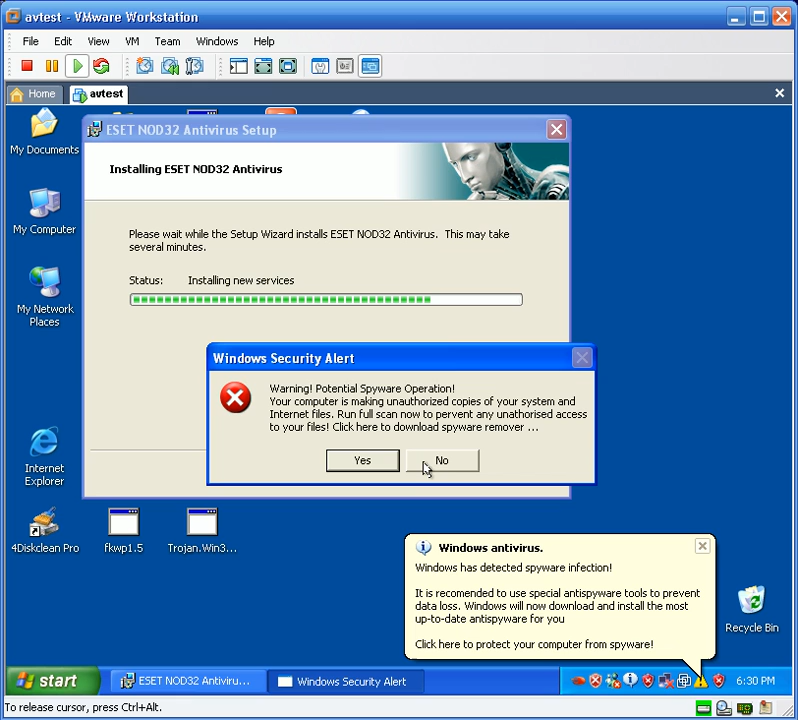 avtest - VMware Workstation
File Edit View VM Team Windows Help
Home avtest
My Documents
My Computer
My Network
Places
Internet
Explorer
4Diskclean Pro
fkwp1.5
Trojan.Win3...
Recycle Bin
ESET NOD32 Antivirus Setup
Installing ESET NOD32 Antivirus
Please wait while the Setup Wizard installs ESET NOD32 Antivirus. This may take
several minutes.
Status: Installing new services
Windows Security Alert
Warning! Potential Spyware Operation!
Your computer is making unauthorized copies of your system and
Internet files. Run full scan now to pervent any unathorised access
to your files! Click here to download spyware remover ...
Yes No
Windows antivirus.
Windows has detected spyware infection!
It is recomended to use special antispyware tools to prevent
data loss. Windows will now download and install the most
up-to-date antispyware for you
Click here to protect your computer from spyware!
start ESET NOD32 Antiviru... Windows Security Alert 6:30 PM
To release cursor, press Ctrl+Alt.